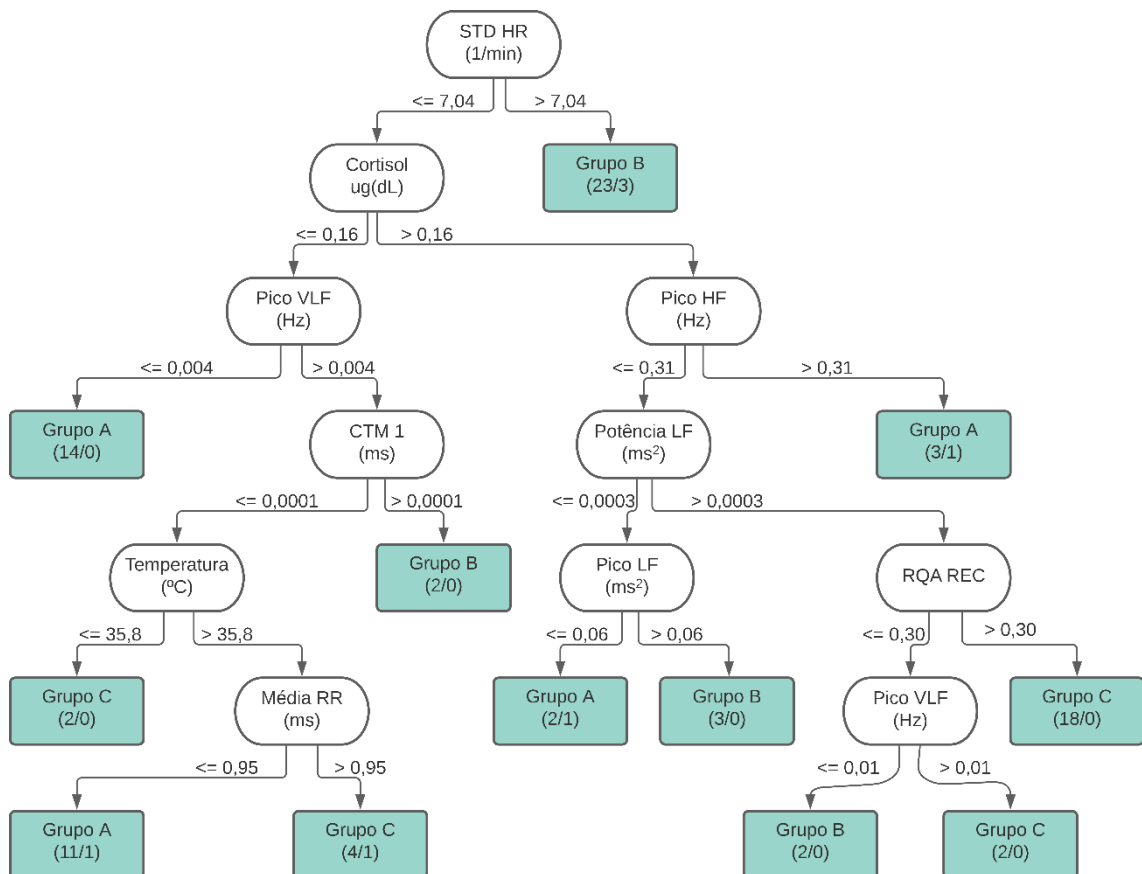 STD HR
(1/min)
<= 7,04
> 7,04
Cortisol
ug(dL)
Grupo B
(23/3)
<= 0,16
> 0,16
Pico VLF
(Hz)
Pico HF
(Hz)
<= 0,004
> 0,004
<= 0,31
> 0,31
Grupo A
(14/0)
CTM 1
(ms)
Potência LF
(ms²)
Grupo A
(3/1)
<= 0,0001
> 0,0001
<= 0,0003
> 0,0003
Temperatura
(ºC)
Grupo B
(2/0)
Pico LF
(ms²)
RQA REC
<= 35,8
> 35,8
<= 0,06
> 0,06
<= 0,30
> 0,30
Grupo C
(2/0)
Média RR
(ms)
Grupo A
(2/1)
Grupo B
(3/0)
Pico VLF
(Hz)
Grupo C
(18/0)
<= 0,95
> 0,95
<= 0,01
> 0,01
Grupo A
(11/1)
Grupo C
(4/1)
Grupo B
(2/0)
Grupo C
(2/0)